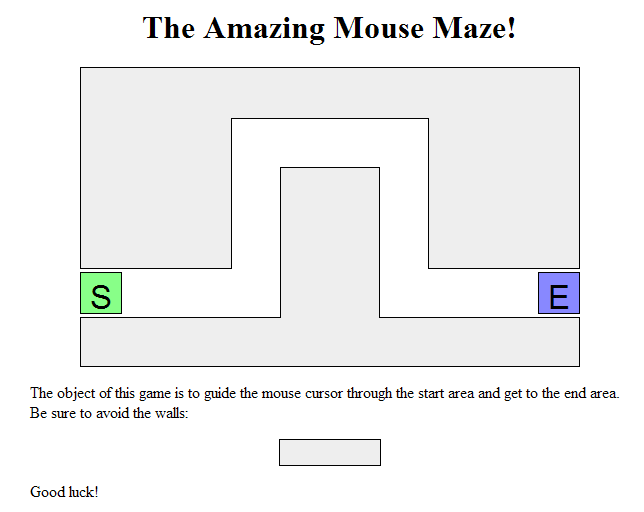 The Amazing Mouse Maze!
S
E
The object of this game is to guide the mouse cursor through the start area and get to the end area.
Be sure to avoid the walls:
Good luck!